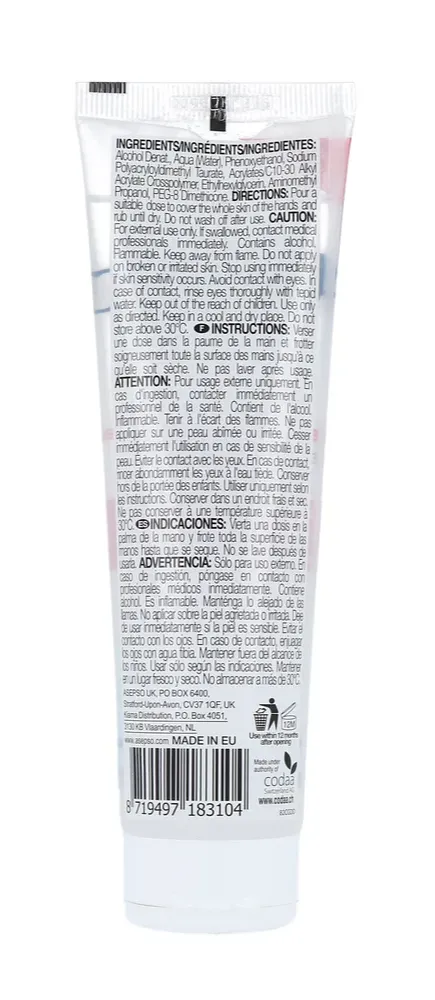 INGREDIENTS/INGRÉDIENTS/INGREDIENTES:
Alcohol Denat., Aqua (Water), Phenoxyethanol, Sodium
Polyacryloyldimethyl Taurate, Acrylates/C10-30 Alkyl
Acrylate Crosspolymer, Ethylhexylglycerin, Aminomethyl
Propanol, PEG-8 Dimethicone. DIRECTIONS: Pour a
suitable dose to cover the whole skin of the hands, and
rub until dry. Do not wash off after use. CAUTION:
For external use only. If swallowed, contact medical
professionals immediately. Contains alcohol.
Flammable. Keep away from flame. Do not apply
on broken or irritated skin. Stop using immediately
if skin sensitivity occurs. Avoid contact with eyes. In
case of contact, rinse eyes thoroughly with tepid
water. Keep out of the reach of children. Use only
as directed. Keep in a cool and dry place. Do not
store above 30°C. F INSTRUCTIONS: Verser
une dose dans la paume de la main et frotter
soigneusement toute la surface des mains jusqu'à ce
qu'elle soit sèche. Ne pas laver après usage.
ATTENTION: Pour usage externe uniquement. En
cas d'ingestion, contacter immédiatement un
professionnel de la santé. Contient de l'alcool.
Inflammable. Tenir à l'écart des flammes. Ne pas
appliquer sur une peau abîmée ou irritée. Cesser
immédiatement l'utilisation en cas de sensibilité de la
peau. Éviter le contact avec les yeux. En cas de contact,
rincer abondamment les yeux à l'eau tiède. Conserver
hors de la portée des enfants. Utiliser uniquement selon
les instructions. Conserver dans un endroit frais et sec.
Ne pas conserver à une température supérieure à
30°C. ES INDICACIONES: Vierta una dosis en la
palma de la mano y frote toda la superficie de las
manos hasta que se seque. No se lave después de
usarla. ADVERTENCIA: Sólo para uso externo. En
caso de ingestión, póngase en contacto con
profesionales médicos inmediatamente. Contiene
alcohol. Es inflamable. Manténga lo alejado de las
llamas. No aplicar sobre la piel agrietada o irritada. Deje
de usar inmediatamente si la piel es sensible. Evitar el
contacto con los ojos. En caso de contacto, enjuagar
los ojos con agua tibia. Mantener fuera del alcance de
los niños. Usar sólo según las indicaciones. Mantener
en un lugar fresco y seco. No almacenar a más de 30°C.
ASEPSO UK, PO BOX 6400,
Stratford-Upon-Avon, CV37 1QF, UK
Kiama Distribution, P.O. Box 4051,
3130 KB Vlaardingen, NL
www.asepso.com MADE IN EU
12M
Use within 12 months
after opening
Made under
authority of
codaa
Switzerland AG
www.codaa.ch
8 719497 183104